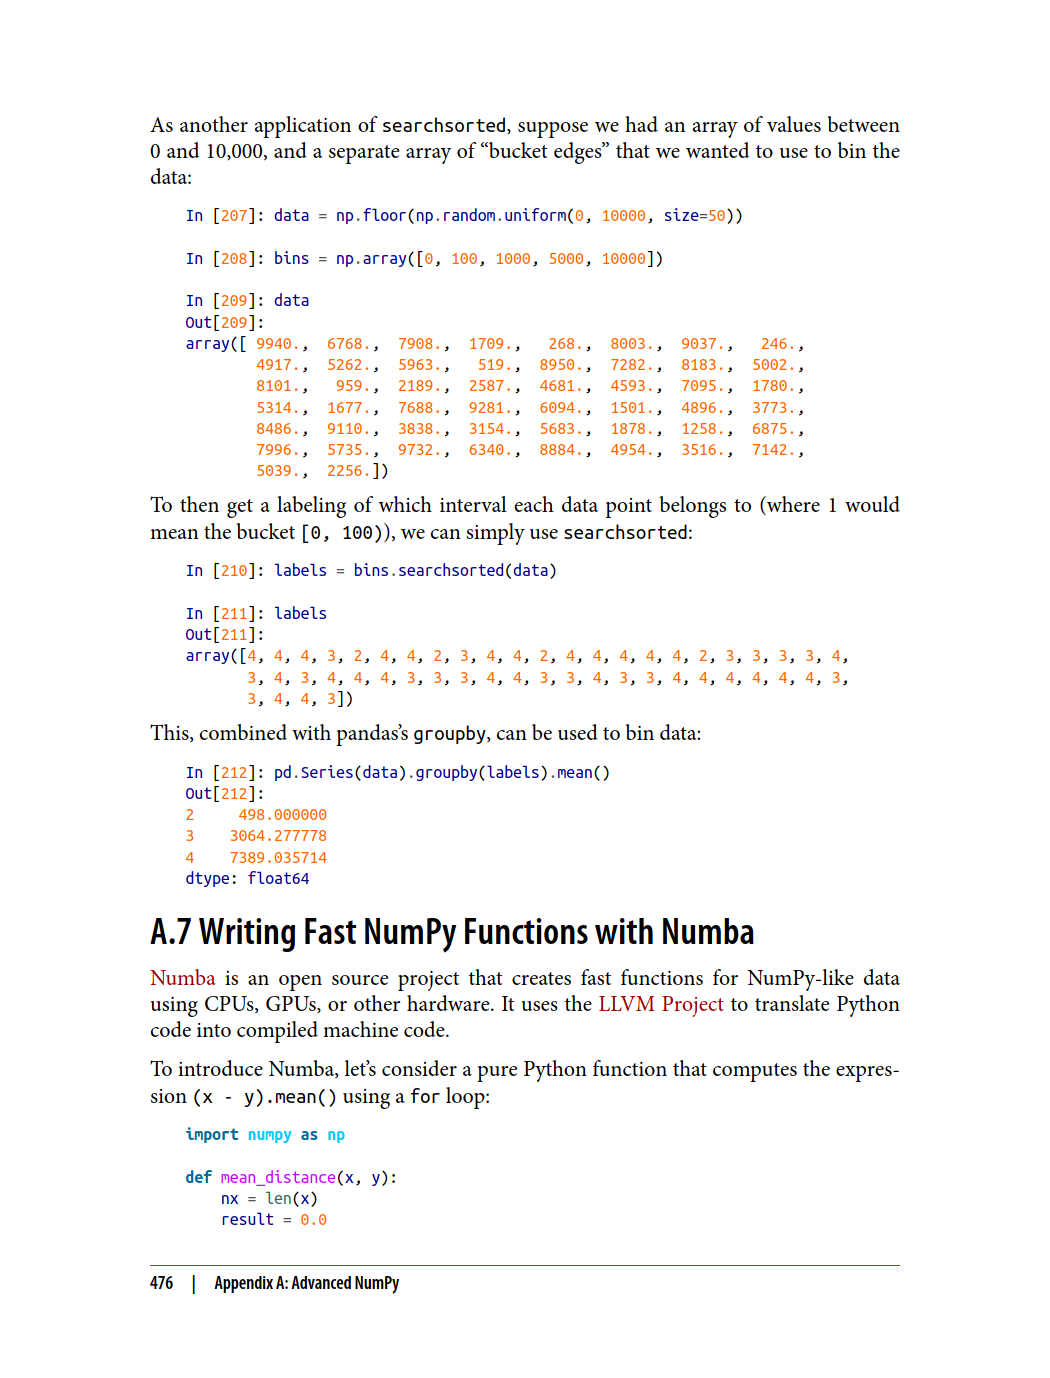 As another application of searchsorted, suppose we had an array of values between
0 and 10,000, and a separate array of “bucket edges” that we wanted to use to bin the
data:
In [207]: data = np.floor(np.random.uniform(0, 10000, size=50))
In [208]: bins = np.array([0, 100, 1000, 5000, 10000])
In [209]: data
Out[209]:
array([ 9940., 6768., 7908., 1709., 268., 8003., 9037., 246.,
4917., 5262., 5963., 519., 8950., 7282., 8183., 5002.,
8101., 959., 2189., 2587., 4681., 4593., 7095., 1780.,
5314., 1677., 7688., 9281., 6094., 1501., 4896., 3773.,
8486., 9110., 3838., 3154., 5683., 1878., 1258., 6875.,
7996., 5735., 9732., 6340., 8884., 4954., 3516., 7142.,
5039., 2256.])
To then get a labeling of which interval each data point belongs to (where 1 would
mean the bucket [0, 100)), we can simply use searchsorted:
In [210]: labels = bins.searchsorted(data)
In [211]: labels
Out[211]:
array([4, 4, 4, 3, 2, 4, 4, 2, 3, 4, 4, 2, 4, 4, 4, 4, 4, 2, 3, 3, 3, 3, 4,
3, 4, 3, 4, 4, 4, 3, 3, 3, 4, 4, 3, 3, 4, 3, 3, 4, 4, 4, 4, 4, 4, 3,
3, 4, 4, 3])
This, combined with pandas’s groupby, can be used to bin data:
In [212]: pd.Series(data).groupby(labels).mean()
Out[212]:
2 498.000000
3 3064.277778
4 7389.035714
dtype: float64
A.7 Writing Fast NumPy Functions with Numba
Numba is an open source project that creates fast functions for NumPy-like data
using CPUs, GPUs, or other hardware. It uses the LLVM Project to translate Python
code into compiled machine code.
To introduce Numba, let’s consider a pure Python function that computes the expres-
sion (x - y).mean() using a for loop:
import numpy as np
def mean_distance(x, y):
nx = len(x)
result = 0.0
476 | Appendix A: Advanced NumPy